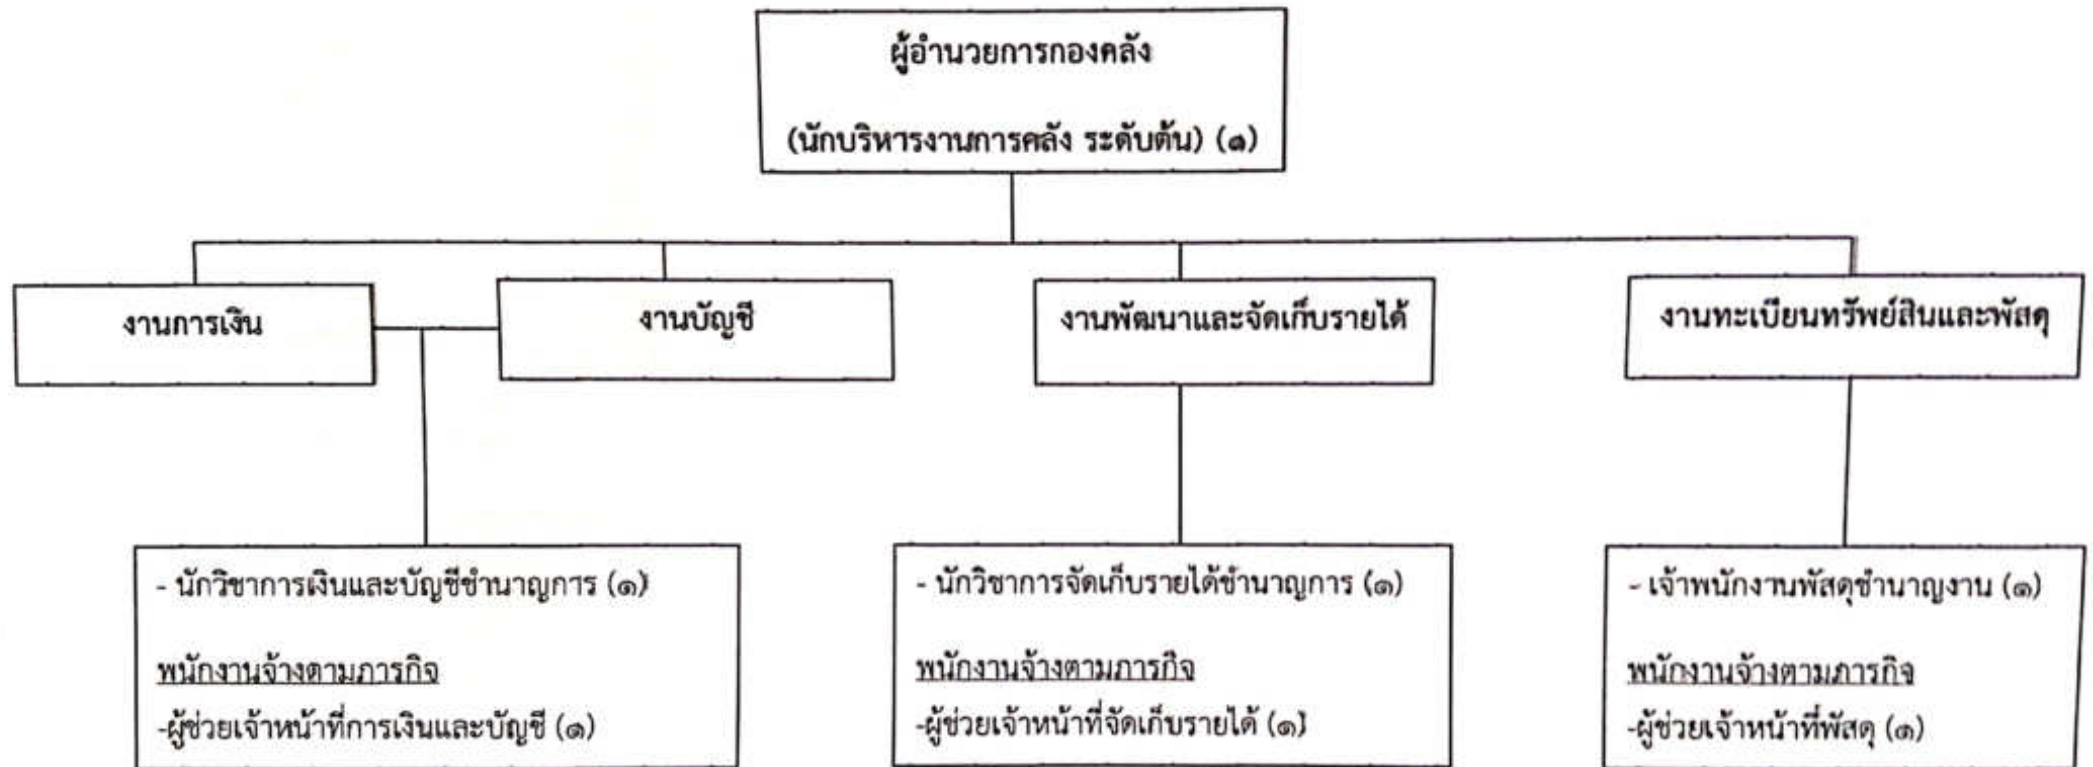 ผู้อำนวยการกองคลัง
(นักบริหารงานการคลัง ระดับต้น) (๑)
งานการเงิน
งานบัญชี
งานพัฒนาและจัดเก็บรายได้
งานทะเบียนทรัพย์สินและพัสดุ
- นักวิชาการเงินและบัญชีชำนาญการ (๑)
พนักงานจ้างตามภารกิจ
-ผู้ช่วยเจ้าหน้าที่การเงินและบัญชี (๑)
- นักวิชาการจัดเก็บรายได้ชำนาญการ (๑)
พนักงานจ้างตามภารกิจ
-ผู้ช่วยเจ้าหน้าที่จัดเก็บรายได้ (๑)
- เจ้าพนักงานพัสดุชำนาญงาน (๑)
พนักงานจ้างตามภารกิจ
-ผู้ช่วยเจ้าหน้าที่พัสดุ (๑)